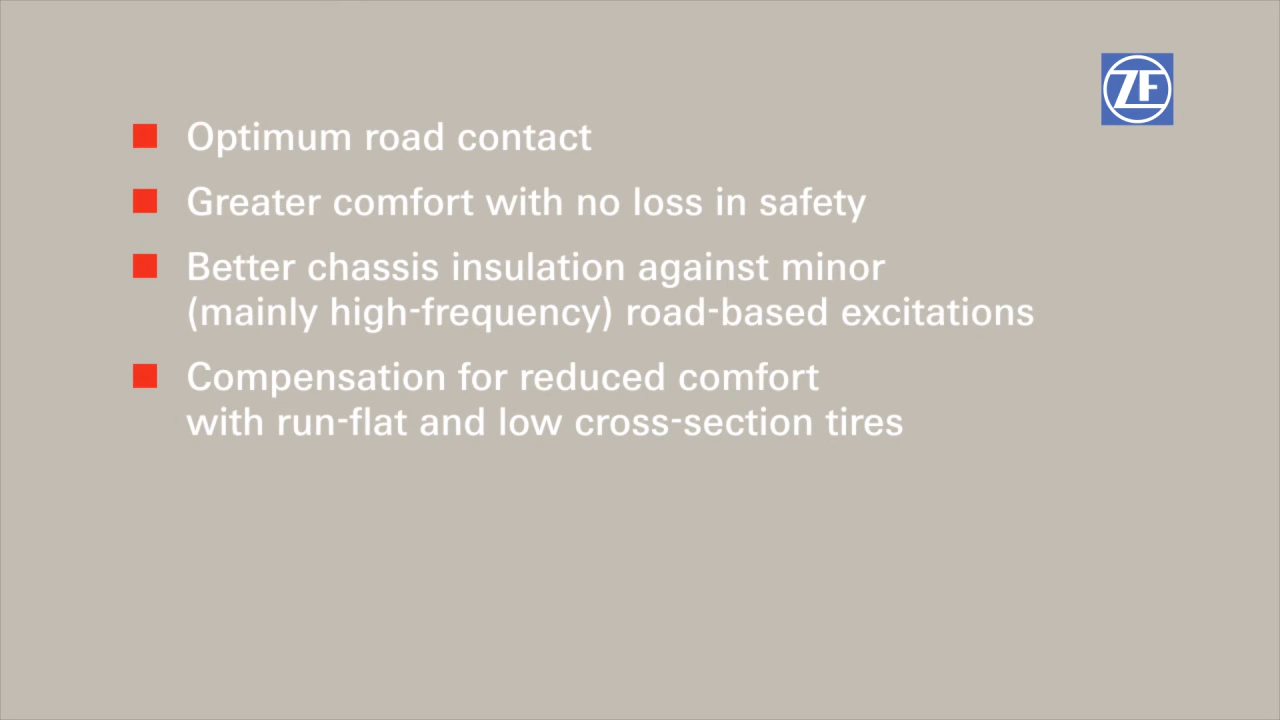 ZF
Optimum road contact
Greater comfort with no loss in safety
Better chassis insulation against minor
(mainly high-frequency) road-based excitations
Compensation for reduced comfort
with run-flat and low cross-section tires